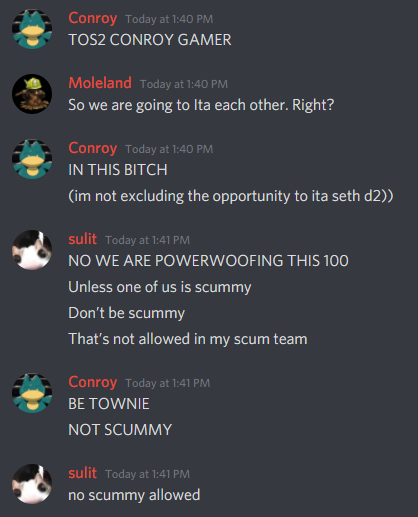 Conroy Today at 1:40 PM
TOS2 CONROY GAMER
Moleland Today at 1:40 PM
So we are going to Ita each other. Right?
Conroy Today at 1:40 PM
IN THIS BITCH
(im not excluding the opportunity to ita seth d2))
sulit Today at 1:41 PM
NO WE ARE POWERWOOFING THIS 100
Unless one of us is scummy
Don’t be scummy
That’s not allowed in my scum team
Conroy Today at 1:41 PM
BE TOWNIE
NOT SCUMMY
sulit Today at 1:41 PM
no scummy allowed